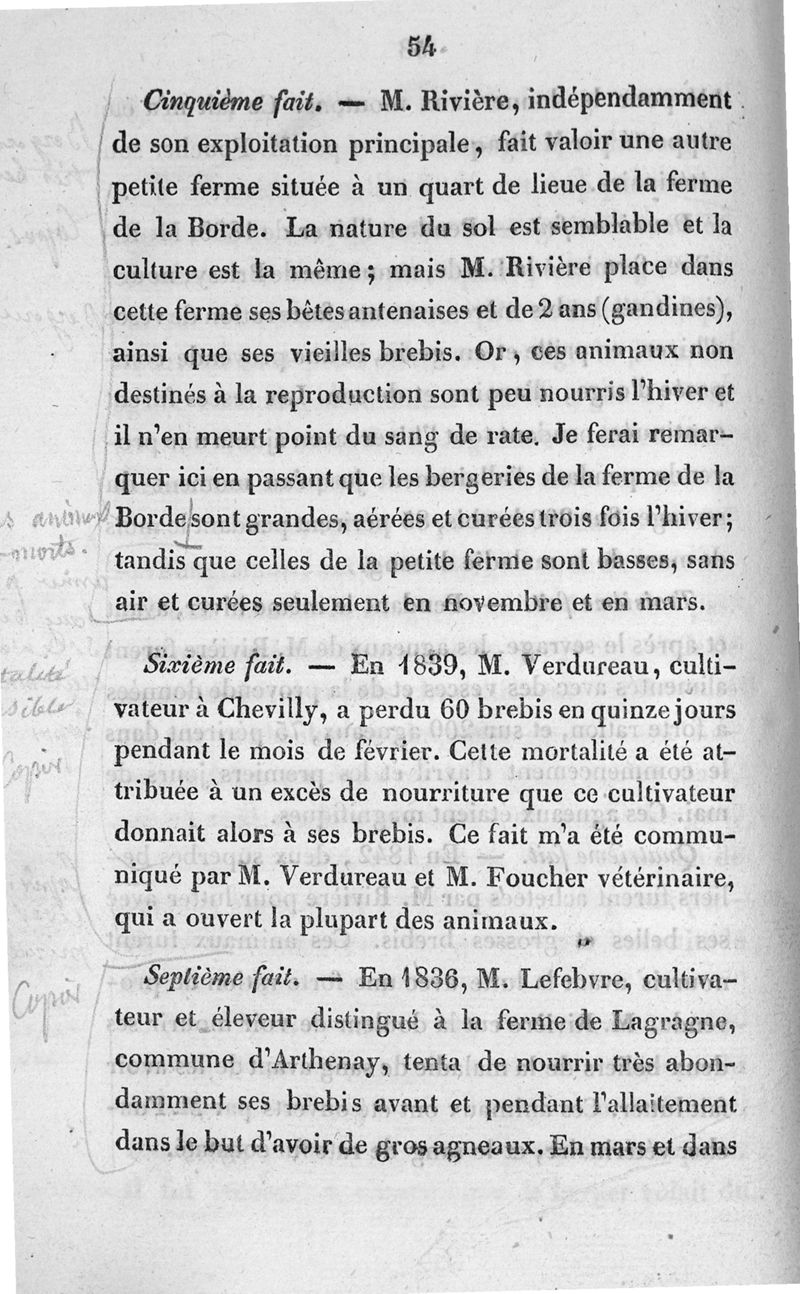 54
Cinquième fait. — M. Rivière, indépendamment
de son exploitation principale, fait valoir une autre
petite ferme située à un quart de lieue de la ferme
de la Borde. La nature du sol est semblable et la
culture est la même; mais M. Rivière place dans
cette ferme ses bêtes antenaises et de 2 ans (gandines),
ainsi que ses vieilles brebis. Or, ces animaux non
destinés à la reproduction sont peu nourris l'hiver et
il n'en meurt point du sang de rate. Je ferai remar-
quer ici en passant que les bergeries de la ferme de la
Borde sont grandes, aérées et curées trois fois l'hiver;
tandis que celles de la petite ferme sont basses, sans
air et curées seulement en novembre et en mars.
Sixième fait. — En 1839, M. Verdureau, culti-
vateur à Chevilly, a perdu 60 brebis en quinze jours
pendant le mois de février. Cette mortalité a été at-
tribuée à un excès de nourriture que ce cultivateur
donnait alors à ses brebis. Ce fait m'a été commu-
niqué par M. Verdureau et M. Foucher vétérinaire,
qui a ouvert la plupart des animaux.
Septième fait. — En 1836, M. Lefebvre, cultiva-
teur et éleveur distingué à la ferme de Lagragne,
commune d'Arthenay, tenta de nourrir très abon-
damment ses brebis avant et pendant l'allaitement
dans le but d'avoir de gros agneaux. En mars et dans
Copier
Copier